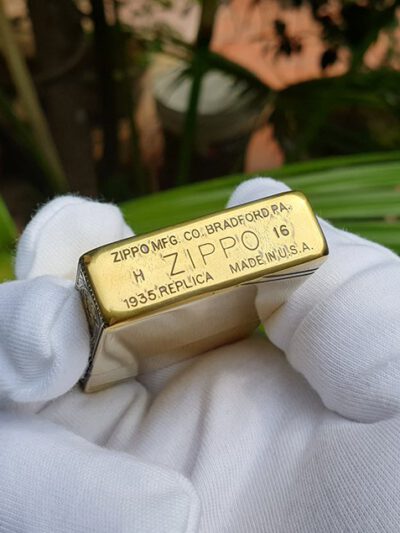 ZIPPO MFG. CO. BRADFORD, PA.
H ZIPPO 16
1935 REPLICA MADE IN U.S.A.